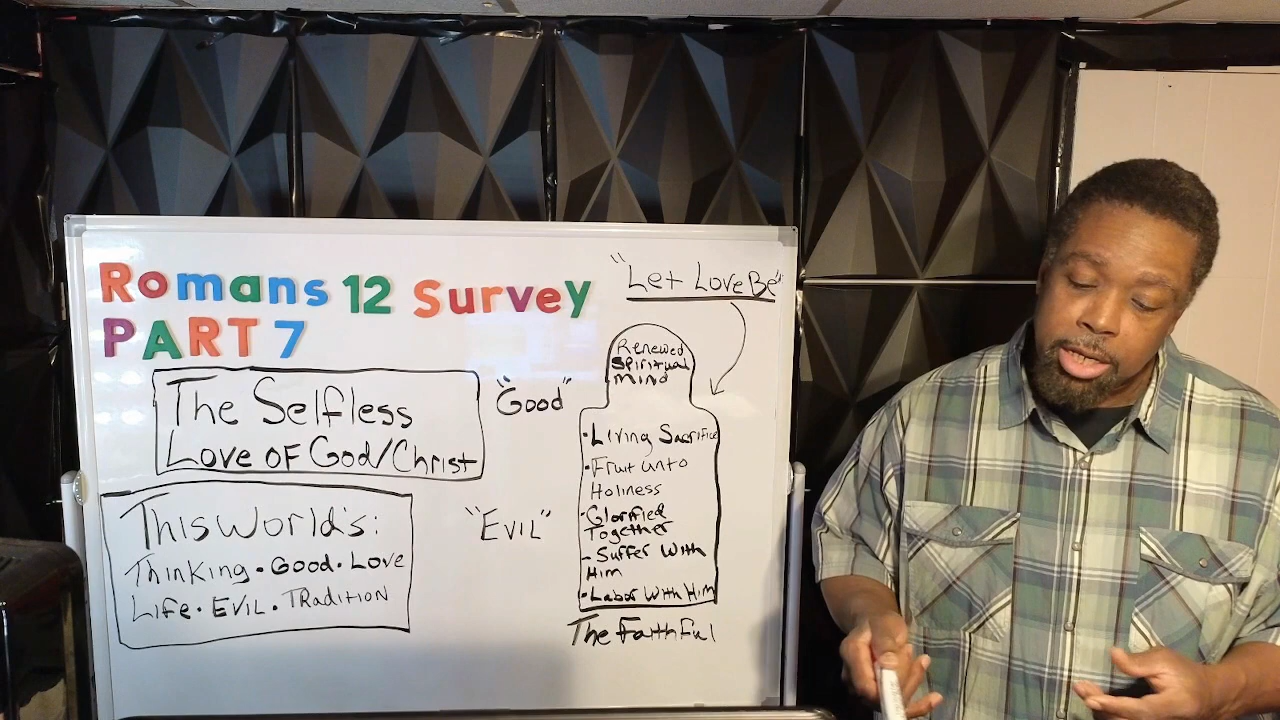 Romans 12 Survey
PART 7
"Let Love Be"
The Selfless
Love of God/Christ
"Good"
This World's:
Thinking • Good • Love
Life • Evil • Tradition
"Evil"
Renewed
Spiritual
Mind
• Living Sacrifice
• Fruit unto
Holiness
• Glorified
Together
- Suffer With
Him
• Labor With Him
The Faithful